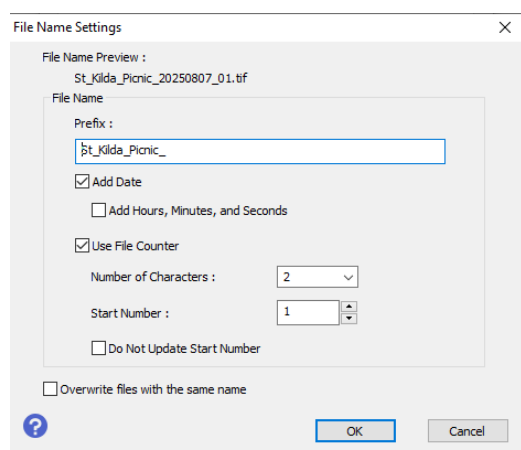 File Name Settings
File Name Preview :
St_Kilda_Picnic_20250807_01.tif
File Name
Prefix :
St_Kilda_Picnic_
Add Date
Add Hours, Minutes, and Seconds
Use File Counter
Number of Characters : 2
Start Number : 1
Do Not Update Start Number
Overwrite files with the same name
? OK Cancel